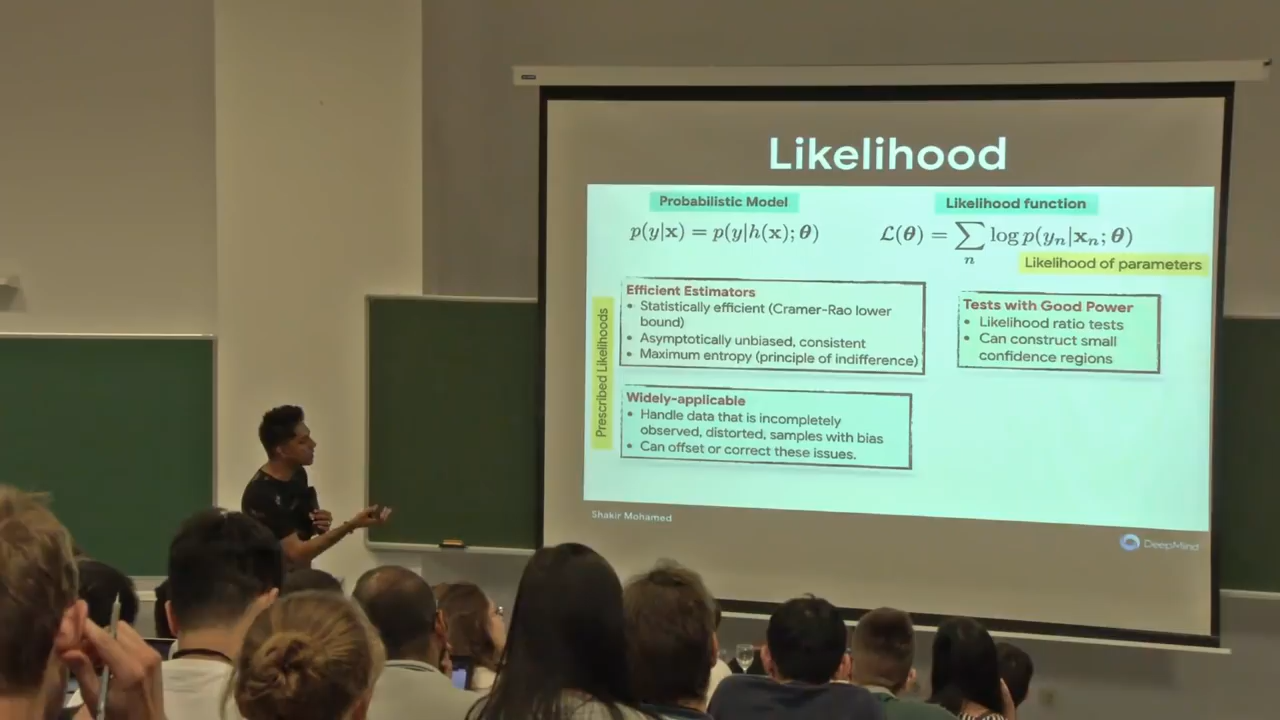 Likelihood
Probabilistic Model
p(y|x) = p(y|h(x); θ)
Likelihood function
ℒ(θ) = ∑ₙ log p(yₙ|xₙ; θ)
Likelihood of parameters
Prescribed Likelihoods
Efficient Estimators
• Statistically efficient (Cramer-Rao lower
bound)
• Asymptotically unbiased, consistent
• Maximum entropy (principle of indifference)
Tests with Good Power
• Likelihood ratio tests
• Can construct small
confidence regions
Widely-applicable
• Handle data that is incompletely
observed, distorted, samples with bias
• Can offset or correct these issues.
Shakir Mohamed
DeepMind